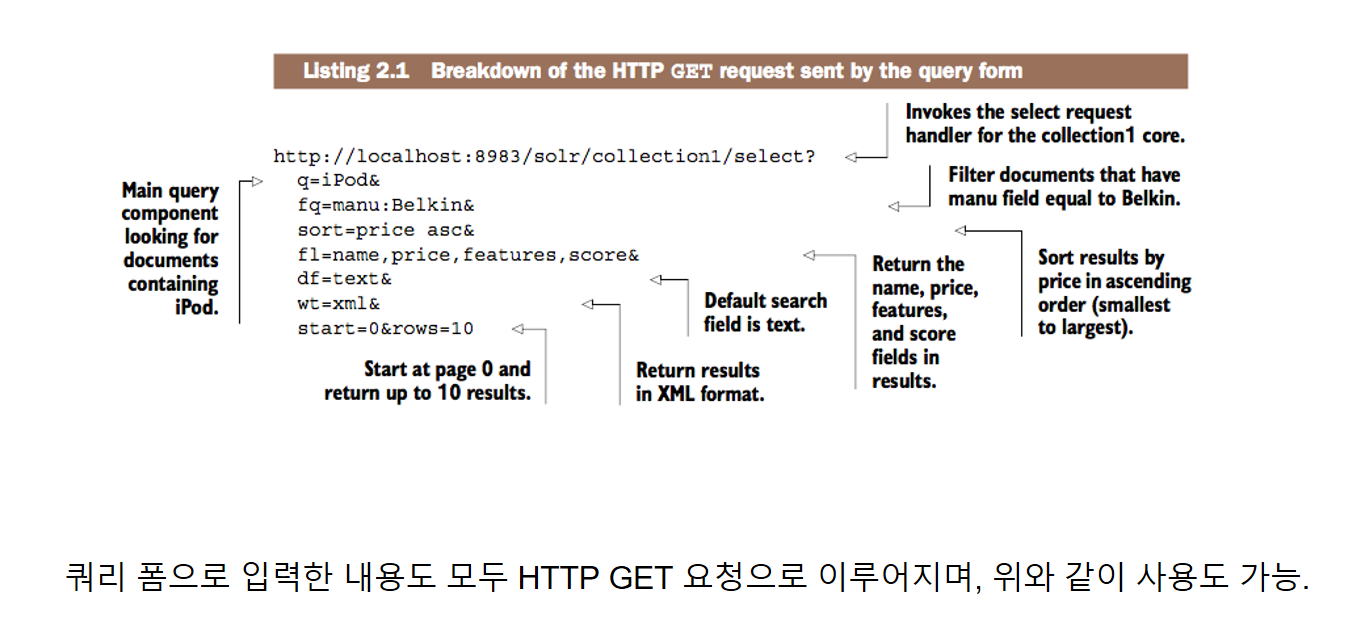 Listing 2.1 Breakdown of the HTTP GET request sent by the query form
Invokes the select request
handler for the collection1 core.
http://localhost:8983/solr/collection1/select?
q=iPod&
fq=manu:Belkin&
sort=price asc&
fl=name,price,features,score&
df=text&
wt=xml&
start=0&rows=10
Main query
component
looking for
documents
containing
iPod.
Filter documents that have
manu field equal to Belkin.
Sort results by
price in ascending
order (smallest
to largest).
Return the
name, price,
features,
and score
fields in
results.
Default search
field is text.
Return results
in XML format.
Start at page 0 and
return up to 10 results.
쿼리 폼으로 입력한 내용도 모두 HTTP GET 요청으로 이루어지며, 위와 같이 사용도 가능.